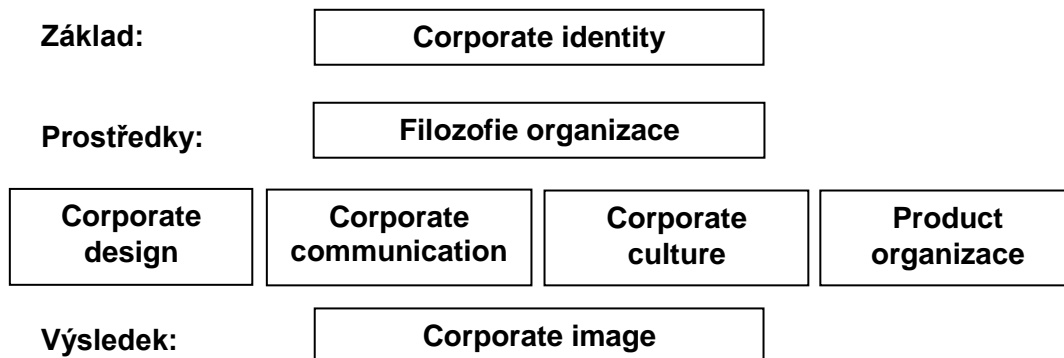 Základ:
Corporate identity
Prostředky:
Filozofie organizace
Corporate
design
Corporate
communication
Corporate
culture
Product
organizace
Výsledek:
Corporate image